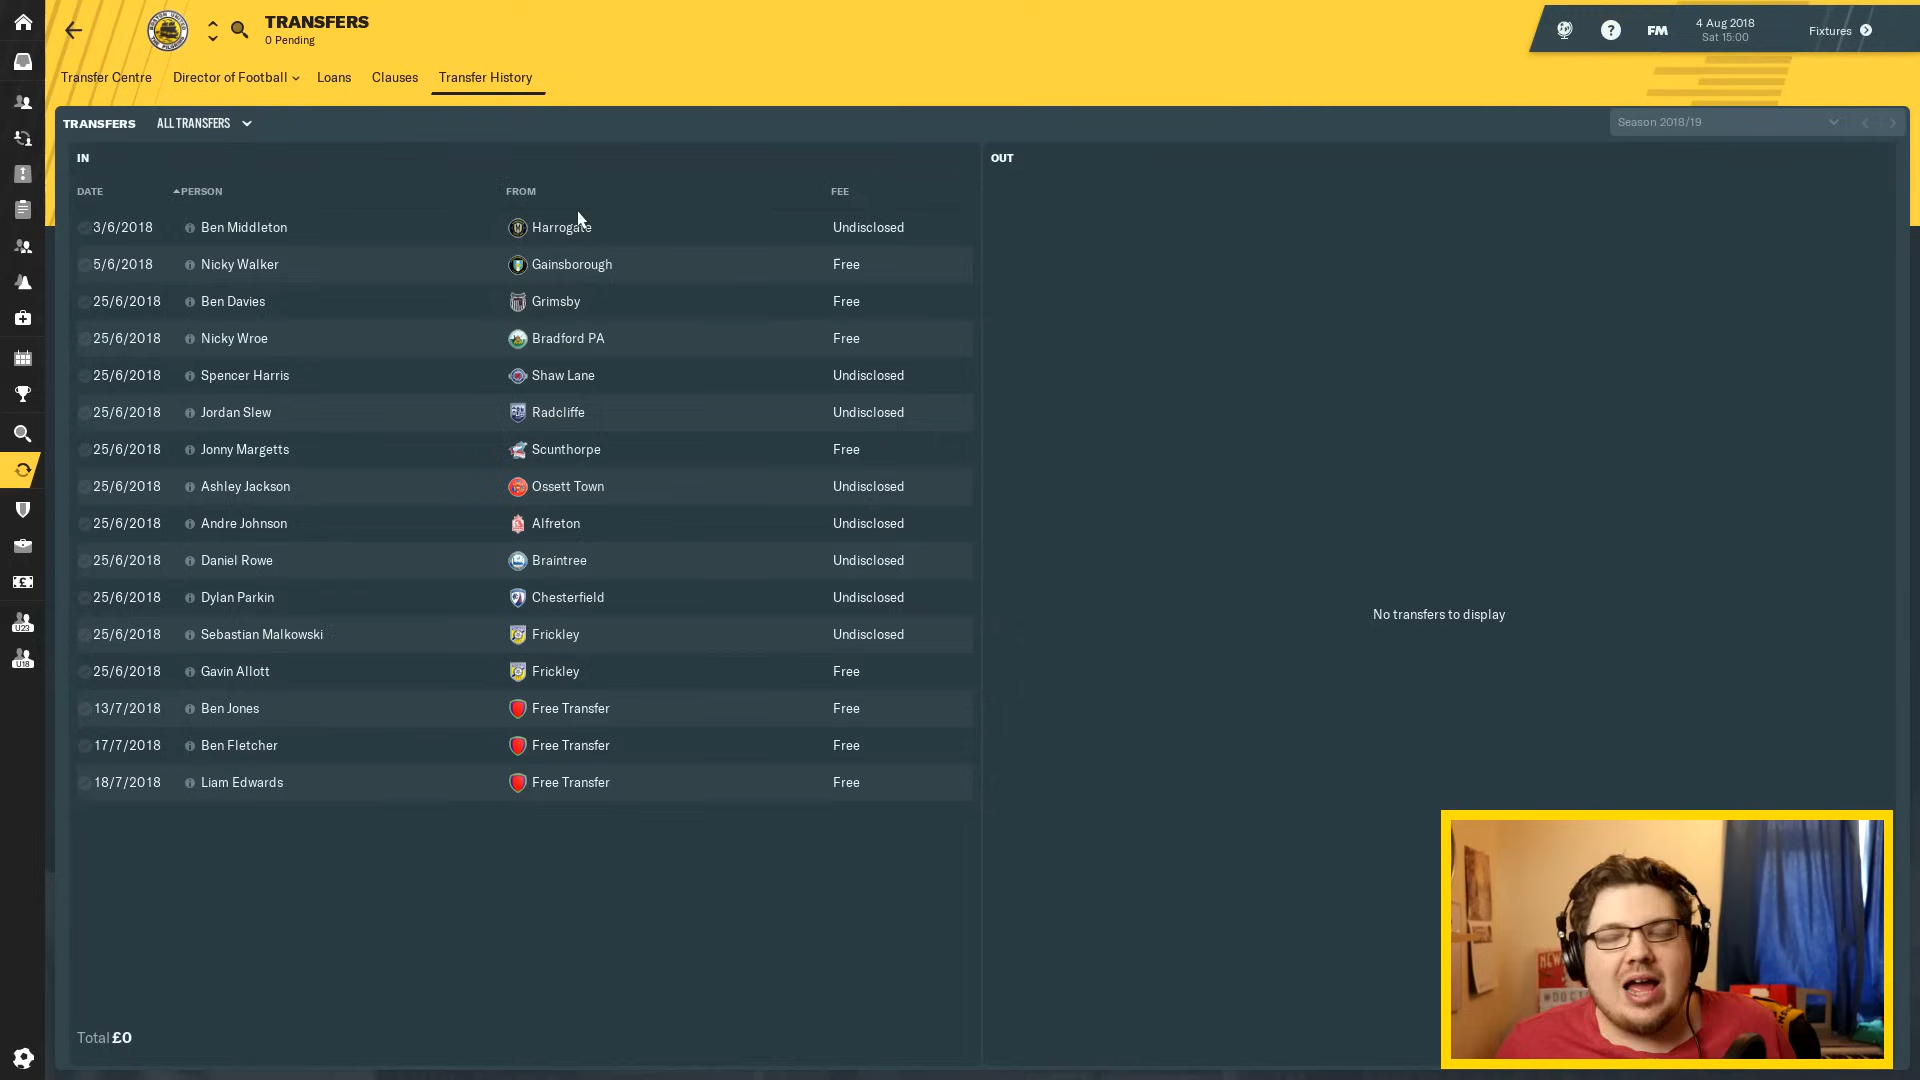 TRANSFERS
0 Pending
4 Aug 2018
Sat 15:00
FM
?
Fixtures
Transfer Centre
Director of Football
Loans
Clauses
Transfer History
TRANSFERS
ALL TRANSFERS
Season 2018/19
IN
OUT
DATE PERSON FROM FEE
3/6/2018 Ben Middleton Harrogate Undisclosed
5/6/2018 Nicky Walker Gainsborough Free
25/6/2018 Ben Davies Grimsby Free
25/6/2018 Nicky Wroe Bradford PA Free
25/6/2018 Spencer Harris Shaw Lane Undisclosed
25/6/2018 Jordan Slew Radcliffe Undisclosed
25/6/2018 Jonny Margetts Scunthorpe Free
25/6/2018 Ashley Jackson Ossett Town Undisclosed
25/6/2018 Andre Johnson Alfreton Undisclosed
25/6/2018 Daniel Rowe Braintree Undisclosed
25/6/2018 Dylan Parkin Chesterfield Undisclosed
25/6/2018 Sebastian Malkowski Frickley Undisclosed
25/6/2018 Gavin Allott Frickley Free
13/7/2018 Ben Jones Free Transfer Free
17/7/2018 Ben Fletcher Free Transfer Free
18/7/2018 Liam Edwards Free Transfer Free
No transfers to display
Total £0
U23
U18